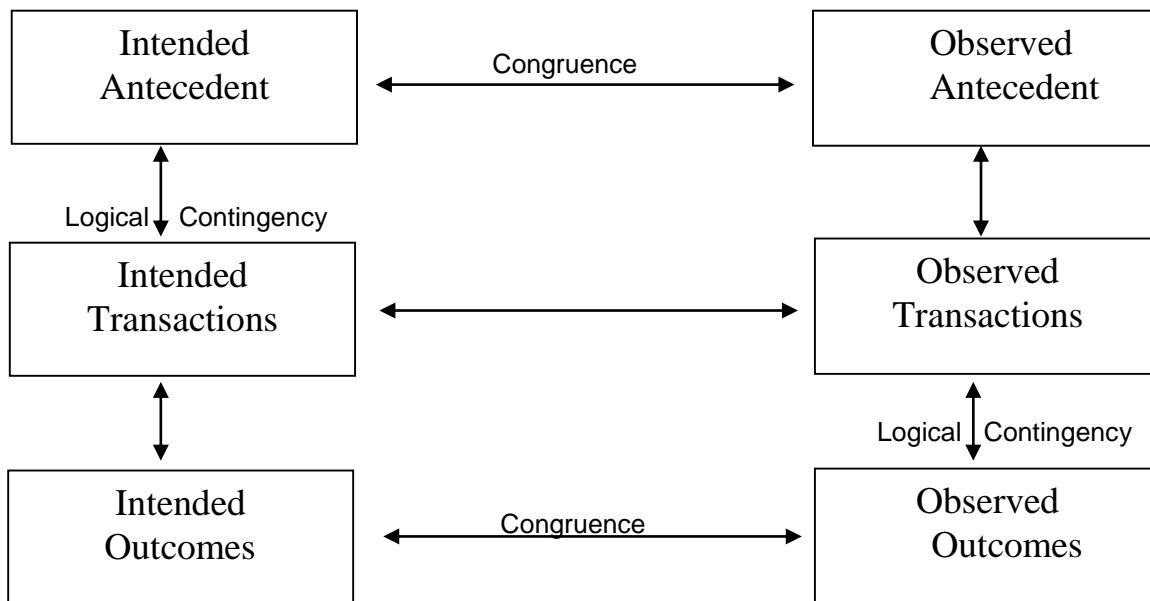 Intended
Antecedent
Congruence
Observed
Antecedent
Logical Contingency
Intended
Transactions
Observed
Transactions
Logical Contingency
Intended
Outcomes
Congruence
Observed
Outcomes